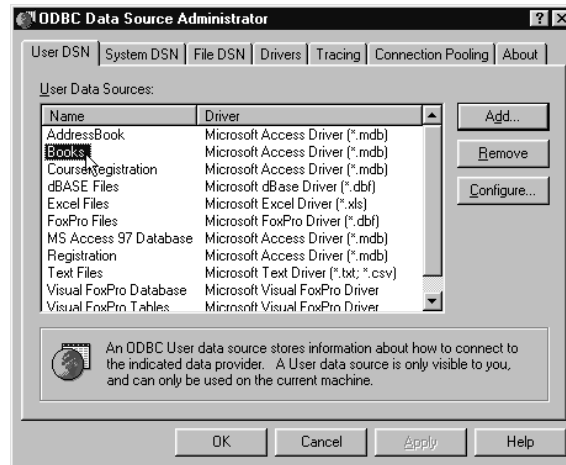 ODBC Data Source Administrator
User DSN System DSN File DSN Drivers Tracing Connection Pooling About
User Data Sources:
Name Driver
AddressBook Microsoft Access Driver (*.mdb)
Books Microsoft Access Driver (*.mdb)
CourseRegistration Microsoft Access Driver (*.mdb)
dBASE Files Microsoft dBase Driver (*.dbf)
Excel Files Microsoft Excel Driver (*.xls)
FoxPro Files Microsoft FoxPro Driver (*.dbf)
MS Access 97 Database Microsoft Access Driver (*.mdb)
Registration Microsoft Access Driver (*.mdb)
Text Files Microsoft Text Driver (*.txt; *.csv)
Visual FoxPro Database Microsoft Visual FoxPro Driver
Visual FoxPro Tables Microsoft Visual FoxPro Driver
Add...
Remove
Configure...
An ODBC User data source stores information about how to connect to
the indicated data provider. A User data source is only visible to you,
and can only be used on the current machine.
OK Cancel Apply Help